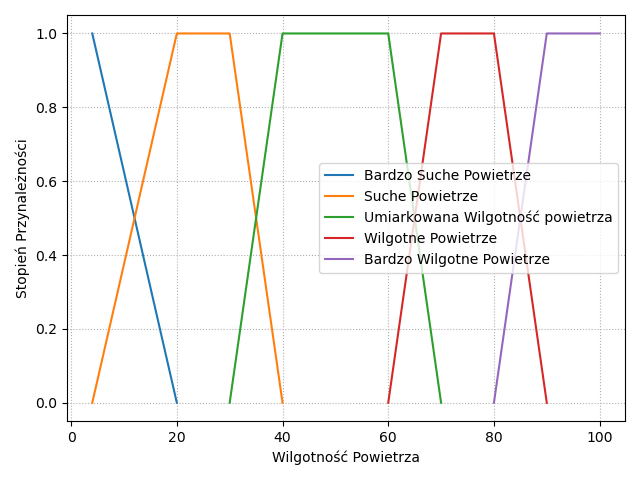 1.0
0.8
0.6
0.4
0.2
0.0
Stopień Przynależności
Bardzo Suche Powietrze
Suche Powietrze
Umiarkowana Wilgotność powietrza
Wilgotne Powietrze
Bardzo Wilgotne Powietrze
0 20 40 60 80 100
Wilgotność Powietrza